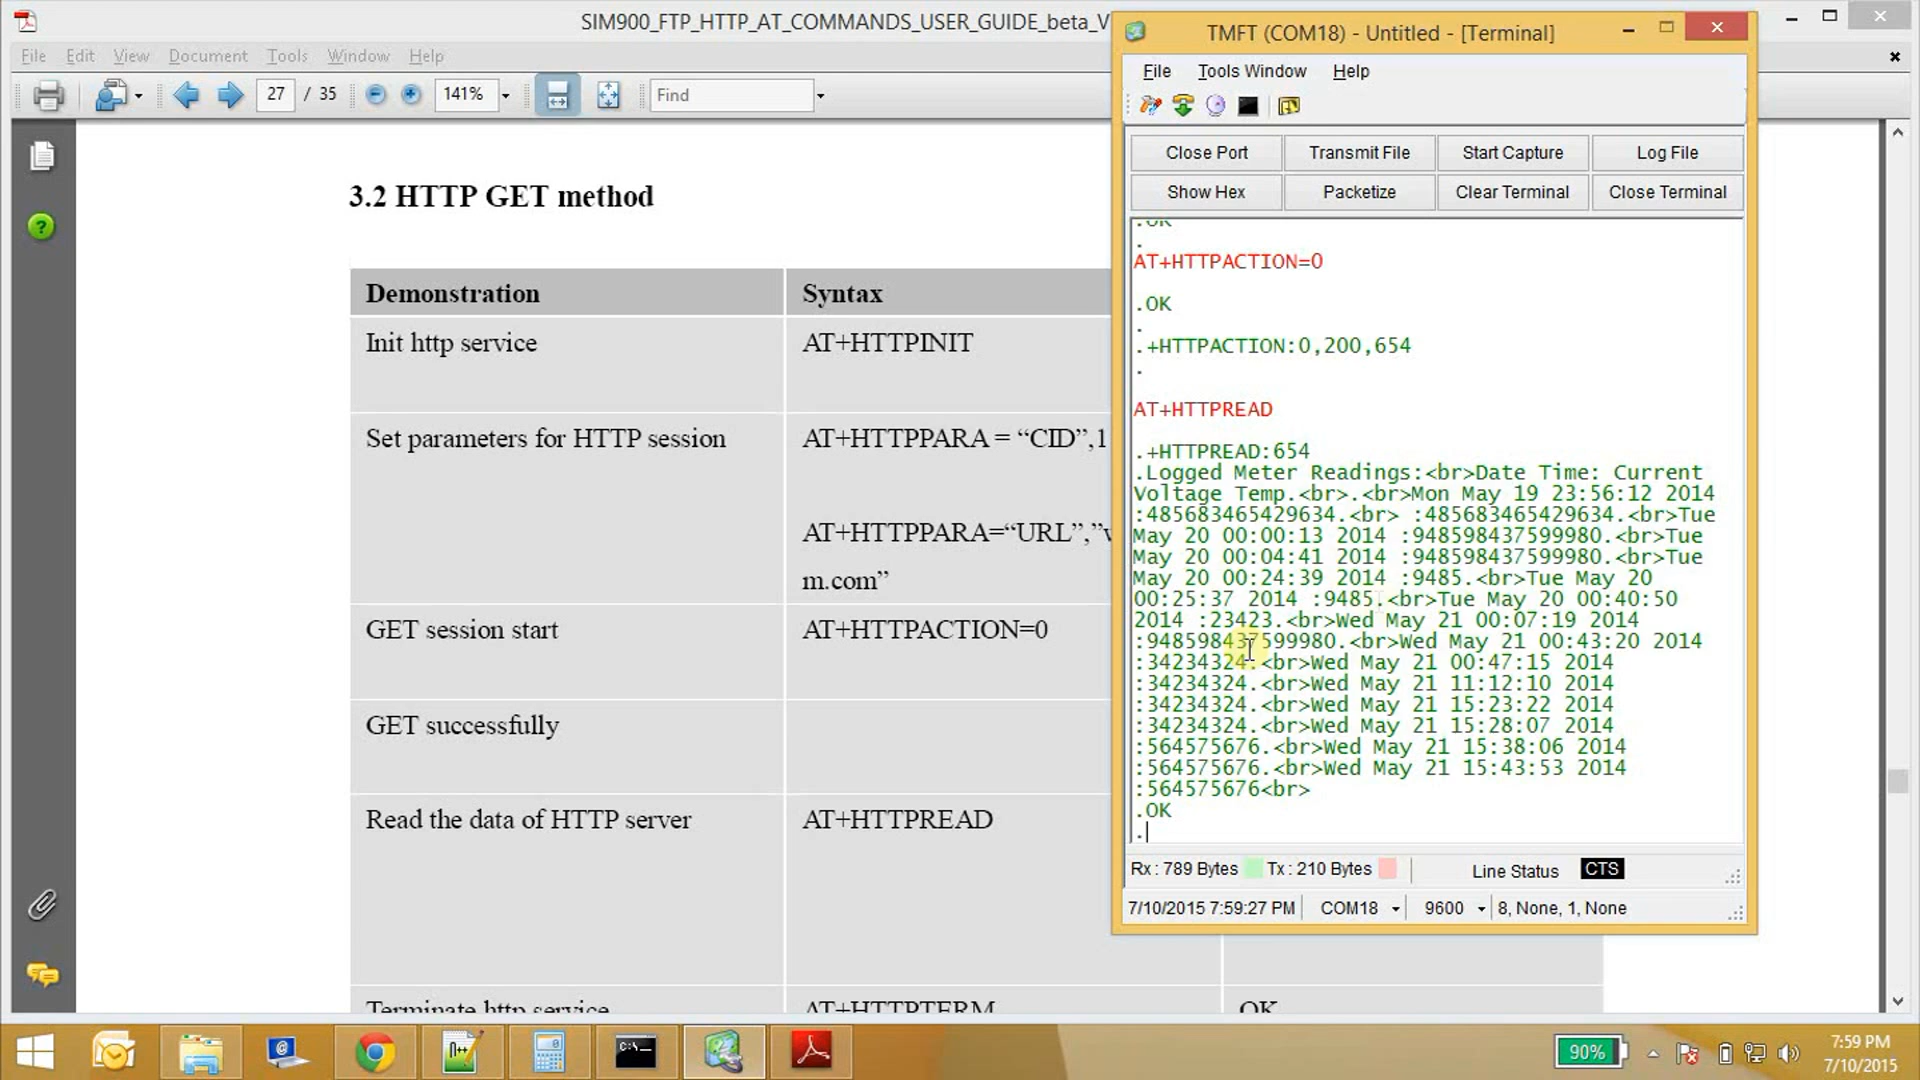 SIM900_FTP_HTTP_AT_COMMANDS_USER_GUIDE_beta_V
File Edit View Document Tools Window Help
27 / 35 141% Find
3.2 HTTP GET method
Demonstration Syntax
Init http service AT+HTTPINIT
Set parameters for HTTP session AT+HTTPPARA = “CID”,1
AT+HTTPPARA=“URL”,”
m.com”
GET session start AT+HTTPACTION=0
GET successfully
Read the data of HTTP server AT+HTTPREAD
Terminate http service AT+HTTPTERM OK
TMFT (COM18) - Untitled - [Terminal]
File Tools Window Help
Close Port Transmit File Start Capture Log File
Show Hex Packetize Clear Terminal Close Terminal
.OK
.
AT+HTTPACTION=0
.OK
.
.+HTTPACTION:0,200,654
.
AT+HTTPREAD
.+HTTPREAD:654
.Logged Meter Readings:<br>Date Time: Current
Voltage Temp.<br>.<br>Mon May 19 23:56:12 2014
:485683465429634.<br> :485683465429634.<br>Tue
May 20 00:00:13 2014 :948598437599980.<br>Tue
May 20 00:04:41 2014 :948598437599980.<br>Tue
May 20 00:24:39 2014 :9485.<br>Tue May 20
00:25:37 2014 :9485.<br>Tue May 20 00:40:50
2014 :23423.<br>Wed May 21 00:07:19 2014
:948598437599980.<br>Wed May 21 00:43:20 2014
:34234324.<br>Wed May 21 00:47:15 2014
:34234324.<br>Wed May 21 11:12:10 2014
:34234324.<br>Wed May 21 15:23:22 2014
:34234324.<br>Wed May 21 15:28:07 2014
:564575676.<br>Wed May 21 15:38:06 2014
:564575676.<br>Wed May 21 15:43:53 2014
:564575676<br>
.OK
.
Rx : 789 Bytes Tx : 210 Bytes Line Status CTS
7/10/2015 7:59:27 PM COM18 9600 8, None, 1, None
90% 7:59 PM
7/10/2015